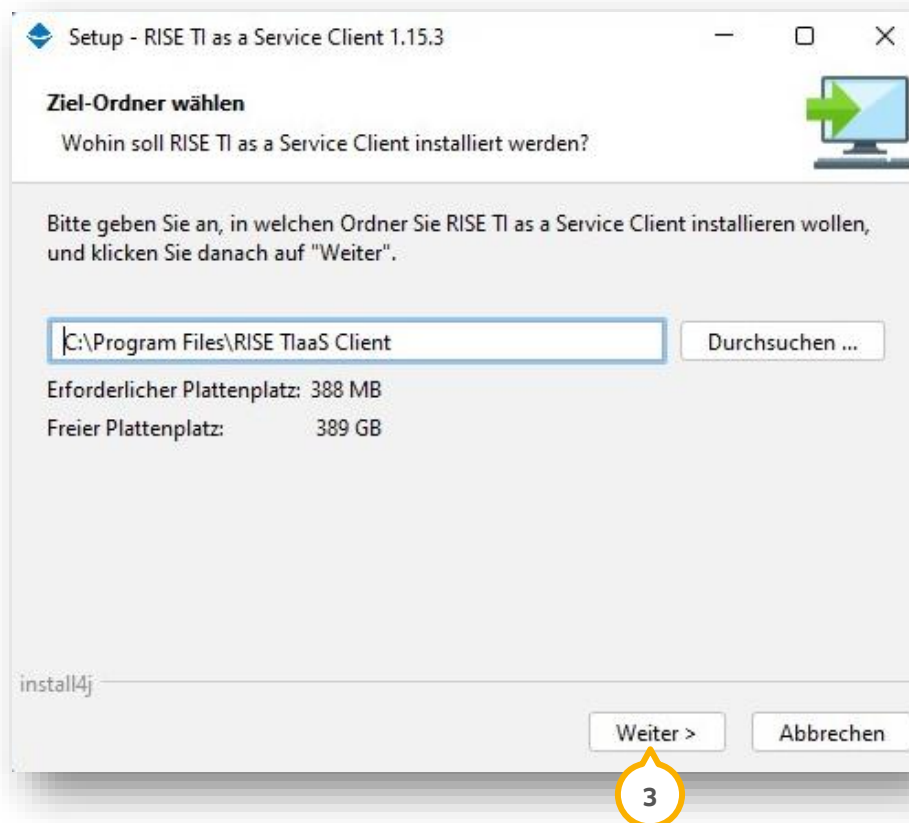 Setup - RISE TI as a Service Client 1.15.3
Ziel-Ordner wählen
Wohin soll RISE TI as a Service Client installiert werden?
Bitte geben Sie an, in welchen Ordner Sie RISE TI as a Service Client installieren wollen,
und klicken Sie danach auf "Weiter".
C:\Program Files\RISE TIaaS Client
Durchsuchen ...
Erforderlicher Plattenplatz: 388 MB
Freier Plattenplatz: 389 GB
install4j
Weiter >
Abbrechen
3